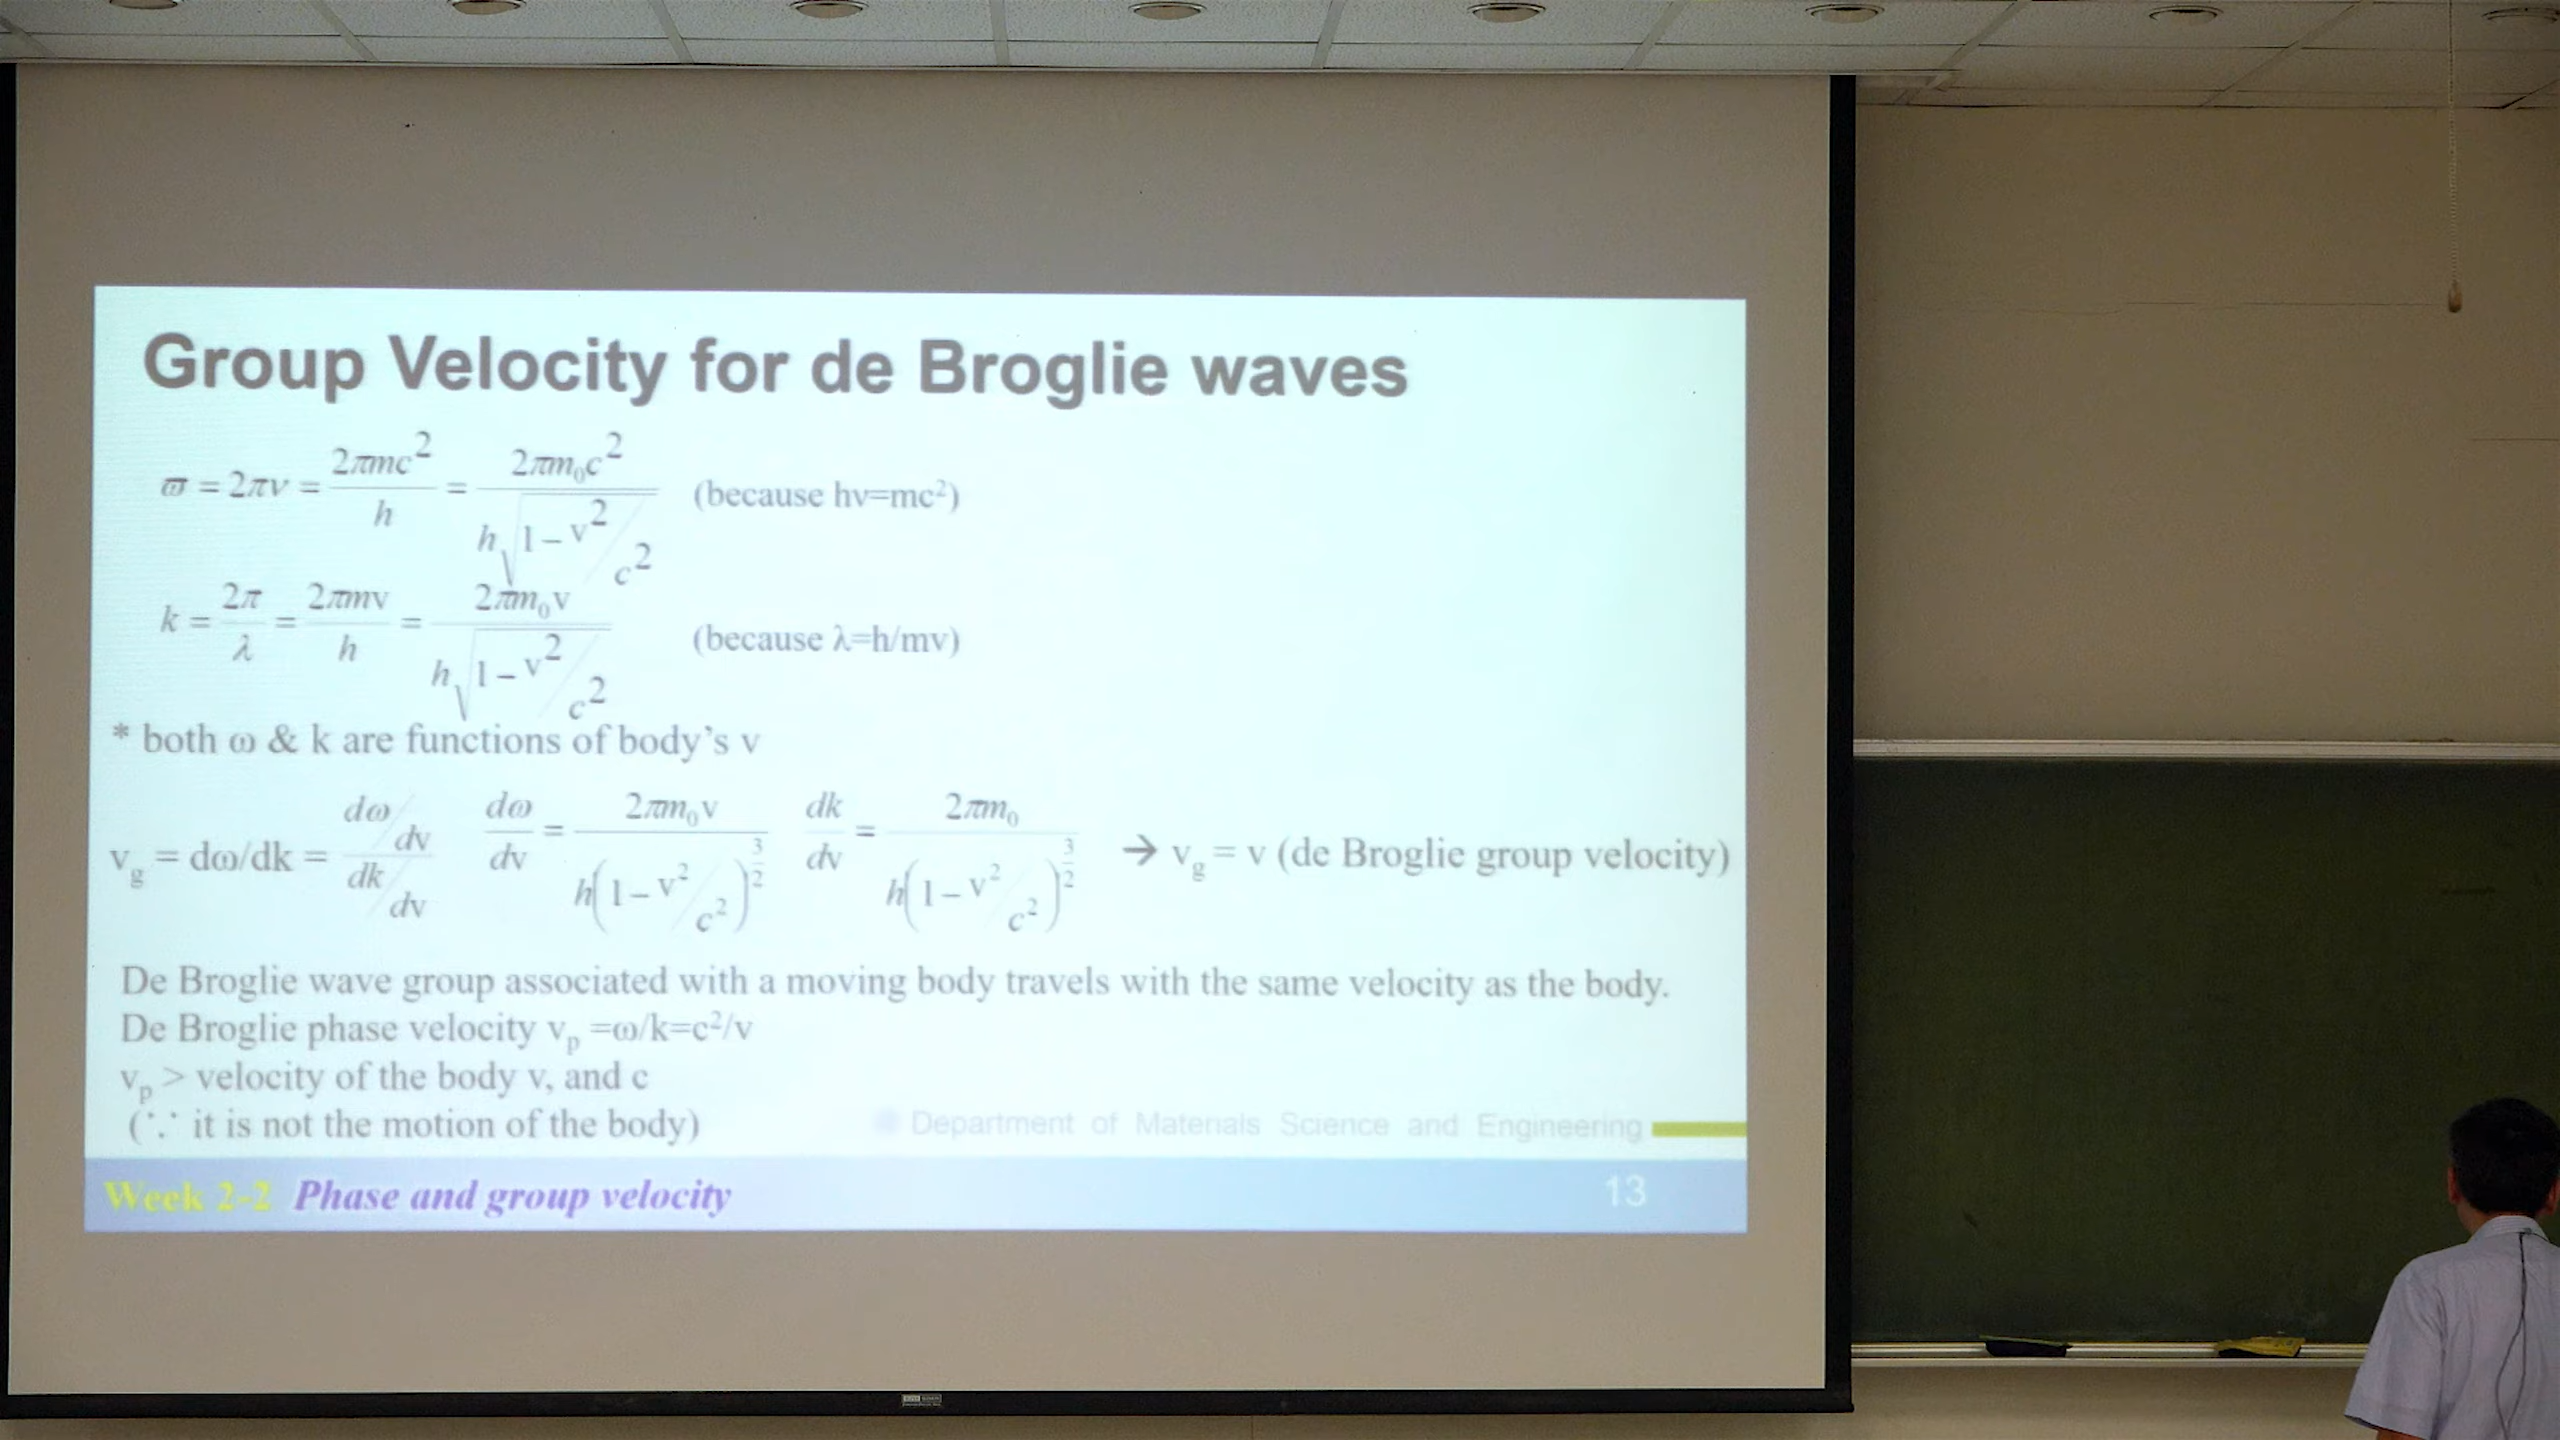 Group Velocity for de Broglie waves
ϖ = 2πν = 2πmc² / h = 2πm₀c² / h√(1 − v²/c²) (because hν=mc²)
k = 2π/λ = 2πmv / h = 2πm₀v / h√(1 − v²/c²) (because λ=h/mv)
* both ω & k are functions of body's v
v_g = dω/dk = (dω/dv) / (dk/dv) dω/dv = 2πm₀v / h(1 − v²/c²)^(3/2) dk/dv = 2πm₀ / h(1 − v²/c²)^(3/2) → v_g = v (de Broglie group velocity)
De Broglie wave group associated with a moving body travels with the same velocity as the body.
De Broglie phase velocity v_p =ω/k=c²/v
v_p > velocity of the body v, and c
(∵ it is not the motion of the body)
Department of Materials Science and Engineering
Week 2-2 Phase and group velocity 13